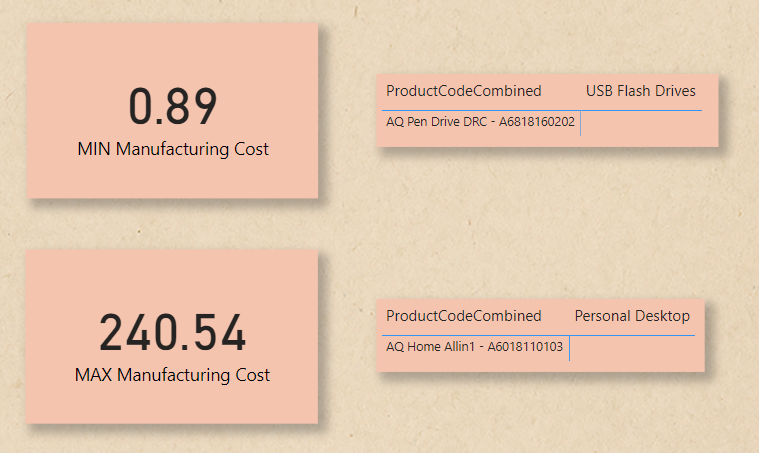 0.89
MIN Manufacturing Cost
ProductCodeCombined USB Flash Drives
AQ Pen Drive DRC - A6818160202
240.54
MAX Manufacturing Cost
ProductCodeCombined Personal Desktop
AQ Home Allin1 - A6018110103